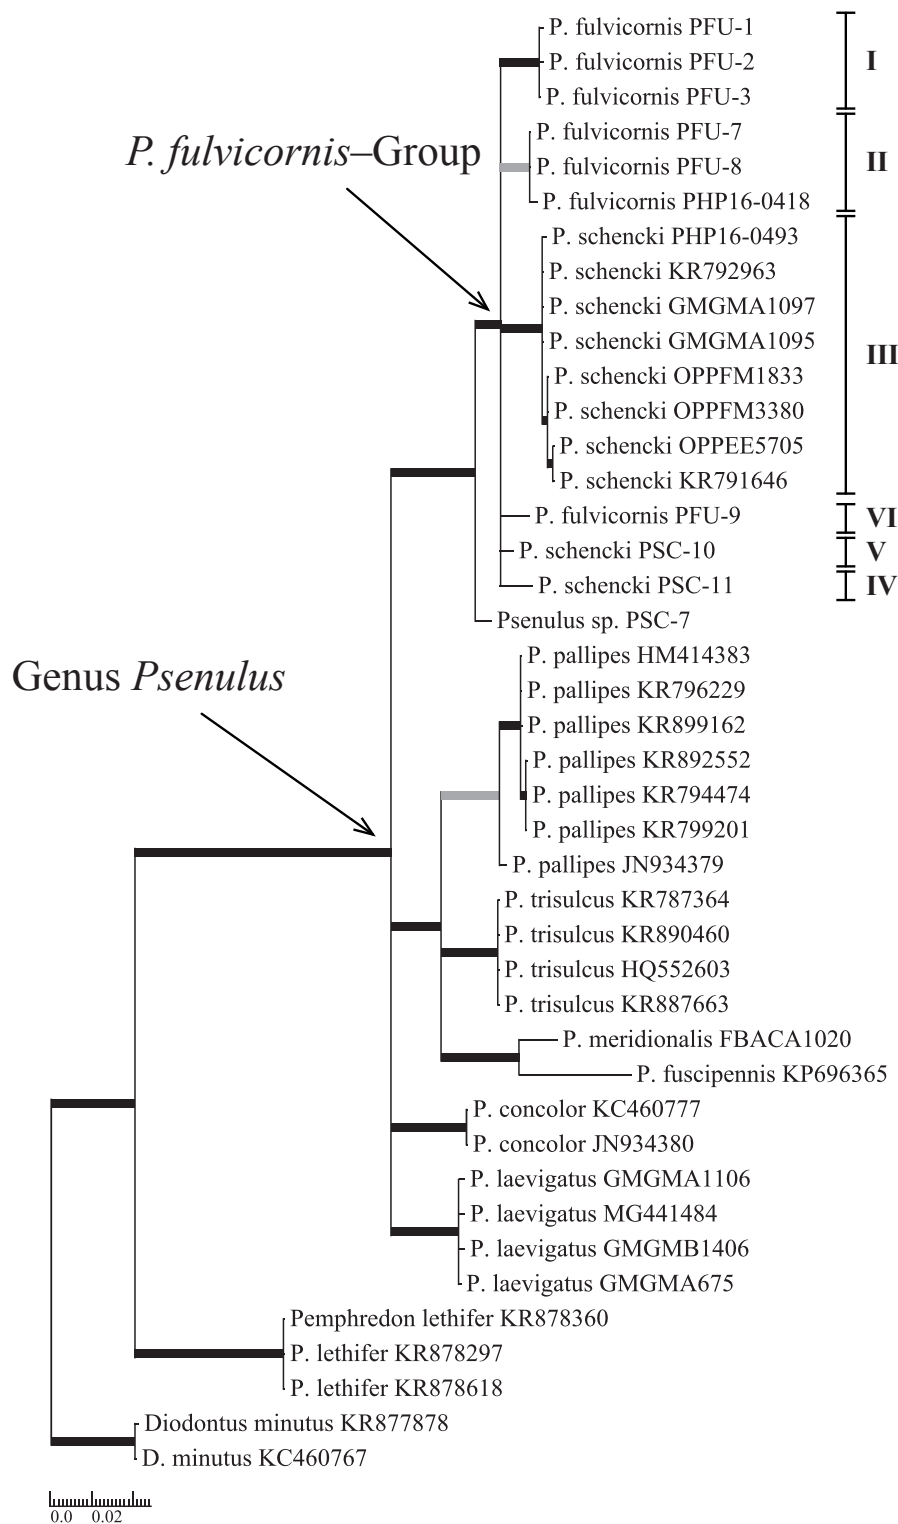 P. fulvicornis PFU-1
P. fulvicornis PFU-2
I
P. fulvicornis PFU-3
P. fulvicornis PFU-7
P. fulvicornis–Group
P. fulvicornis PFU-8
II
P. fulvicornis PHP16-0418
P. schencki PHP16-0493
P. schencki KR792963
P. schencki GMGMA1097
P. schencki GMGMA1095
III
P. schencki OPPFM1833
P. schencki OPPFM3380
P. schencki OPPEE5705
P. schencki KR791646
P. fulvicornis PFU-9
VI
P. schencki PSC-10
V
P. schencki PSC-11
IV
Psenulus sp. PSC-7
P. pallipes HM414383
Genus Psenulus
P. pallipes KR796229
P. pallipes KR899162
P. pallipes KR892552
P. pallipes KR794474
P. pallipes KR799201
P. pallipes JN934379
P. trisulcus KR787364
P. trisulcus KR890460
P. trisulcus HQ552603
P. trisulcus KR887663
P. meridionalis FBACA1020
P. fuscipennis KP696365
P. concolor KC460777
P. concolor JN934380
P. laevigatus GMGMA1106
P. laevigatus MG441484
P. laevigatus GMGMB1406
P. laevigatus GMGMA675
Pemphredon lethifer KR878360
P. lethifer KR878297
P. lethifer KR878618
Diodontus minutus KR877878
D. minutus KC460767
0.0 0.02